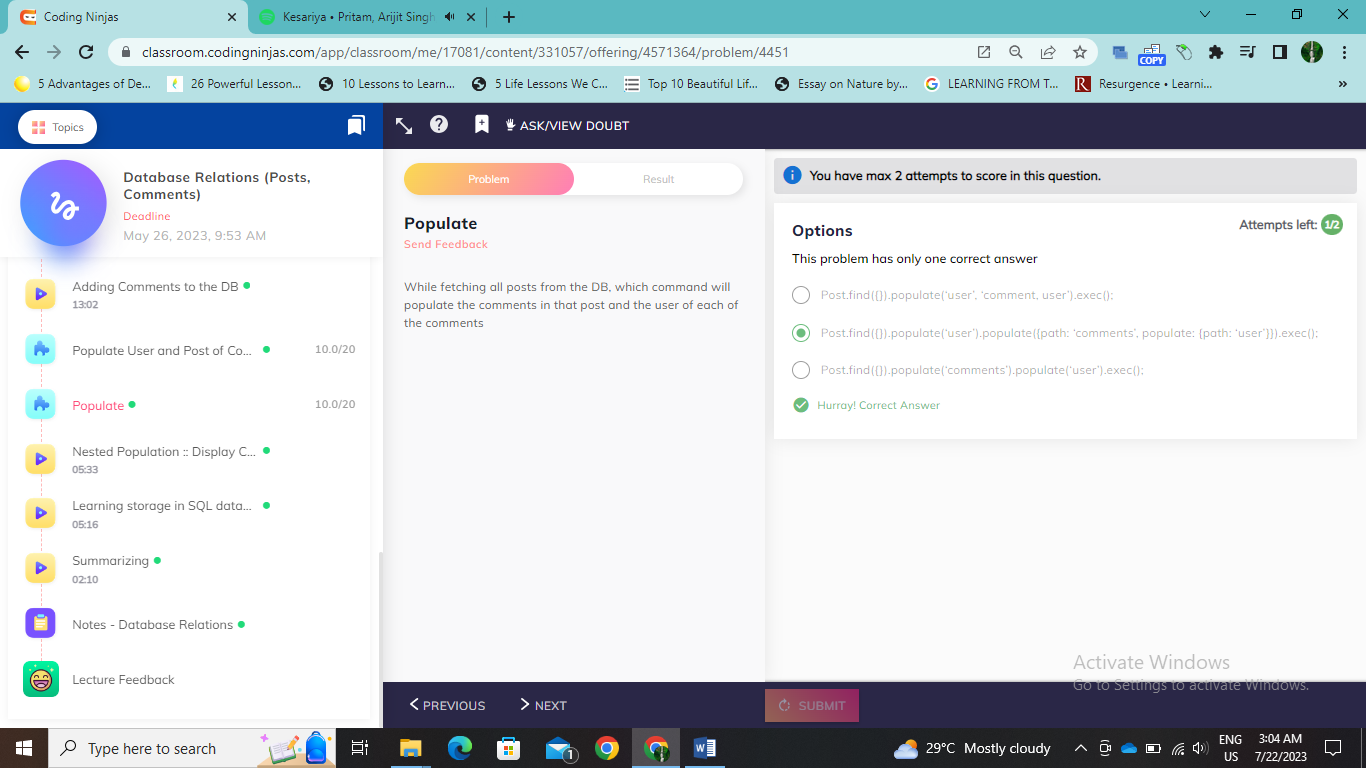 Coding Ninjas
Kesariya • Pritam, Arijit Singh
classroom.codingninjas.com/app/classroom/me/17081/content/331057/offering/4571364/problem/4451
COPY
5 Advantages of De...
26 Powerful Lesson...
10 Lessons to Learn...
5 Life Lessons We C...
Top 10 Beautiful Lif...
Essay on Nature by...
LEARNING FROM T...
Resurgence • Learni...
»
Topics
ASK/VIEW DOUBT
Database Relations (Posts,
Comments)
Deadline
May 26, 2023, 9:53 AM
Adding Comments to the DB
13:02
Populate User and Post of Co...
10.0/20
Populate
10.0/20
Nested Population :: Display C...
05:33
Learning storage in SQL data...
05:16
Summarizing
02:10
Notes - Database Relations
Lecture Feedback
Problem
Result
Populate
Send Feedback
While fetching all posts from the DB, which command will
populate the comments in that post and the user of each of
the comments
You have max 2 attempts to score in this question.
Attempts left: 1/2
Options
This problem has only one correct answer
Post.find({}).populate(‘user’, ‘comment, user’).exec();
Post.find({}).populate(‘user’).populate({path: ‘comments’, populate: {path: ‘user’}}).exec();
Post.find({}).populate(‘comments’).populate(‘user’).exec();
Hurray! Correct Answer
Activate Windows
Go to Settings to activate Windows.
PREVIOUS
NEXT
SUBMIT
Type here to search
1
29°C Mostly cloudy
ENG
US
3:04 AM
7/22/2023